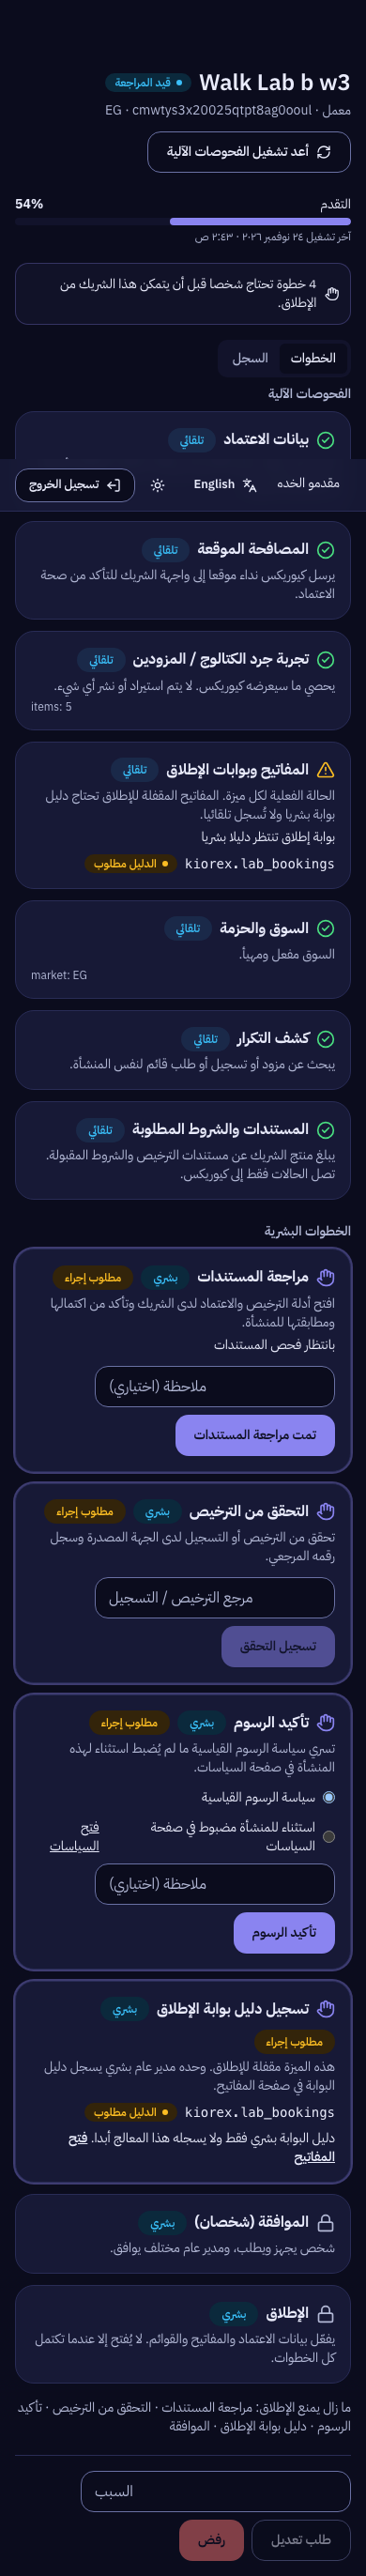 Walk Lab b w3 قيد المراجعة
معمل · EG · cmwtys3x20025qtpt8ag0ooul
أعد تشغيل الفحوصات الآلية
التقدم 54%
آخر تشغيل ٢٤ نوفمبر ٢٠٢٦ · ٢:٤٣ ص
4 خطوة تحتاج شخصا قبل أن يتمكن هذا الشريك من
الإطلاق.
الخطوات السجل
الفحوصات الآلية
بيانات الاعتماد تلقائي
مقدمو الخده English تسجيل الخروج
المصافحة الموقعة تلقائي
يرسل كيوريكس نداء موقعا إلى واجهة الشريك للتأكد من صحة
الاعتماد.
تجربة جرد الكتالوج / المزودين تلقائي
يحصي ما سيعرضه كيوريكس. لا يتم استيراد أو نشر أي شيء.
items: 5
المفاتيح وبوابات الإطلاق تلقائي
الحالة الفعلية لكل ميزة. المفاتيح المقفلة للإطلاق تحتاج دليل
بوابة بشريا ولا تُسجل تلقائيا.
بوابة إطلاق تنتظر دليلا بشريا
kiorex.lab_bookings الدليل مطلوب
السوق والحزمة تلقائي
السوق مفعل ومهيأ.
market: EG
كشف التكرار تلقائي
يبحث عن مزود أو تسجيل أو طلب قائم لنفس المنشأة.
المستندات والشروط المطلوبة تلقائي
يبلغ منتج الشريك عن مستندات الترخيص والشروط المقبولة.
تصل الحالات فقط إلى كيوريكس.
الخطوات البشرية
مراجعة المستندات بشري مطلوب إجراء
افتح أدلة الترخيص والاعتماد لدى الشريك وتأكد من اكتمالها
ومطابقتها للمنشأة.
بانتظار فحص المستندات
ملاحظة (اختياري)
تمت مراجعة المستندات
التحقق من الترخيص بشري مطلوب إجراء
تحقق من الترخيص أو التسجيل لدى الجهة المصدرة وسجل
رقمه المرجعي.
مرجع الترخيص / التسجيل
تسجيل التحقق
تأكيد الرسوم بشري مطلوب إجراء
تسري سياسة الرسوم القياسية ما لم يُضبط استثناء لهذه
المنشأة في صفحة السياسات.
سياسة الرسوم القياسية
استثناء للمنشأة مضبوط في صفحة
السياسات
فتح
السياسات
ملاحظة (اختياري)
تأكيد الرسوم
تسجيل دليل بوابة الإطلاق بشري
مطلوب إجراء
هذه الميزة مقفلة للإطلاق. وحده مدير عام بشري يسجل دليل
البوابة في صفحة المفاتيح.
kiorex.lab_bookings الدليل مطلوب
دليل البوابة بشري فقط ولا يسجله هذا المعالج أبدا. فتح
المفاتيح
الموافقة (شخصان) بشري
شخص يجهز ويطلب، ومدير عام مختلف يوافق.
الإطلاق بشري
يفعّل بيانات الاعتماد والمفاتيح والقوائم. لا يُفتح إلا عندما تكتمل
كل الخطوات.
ما زال يمنع الإطلاق: مراجعة المستندات · التحقق من الترخيص · تأكيد
الرسوم · دليل بوابة الإطلاق · الموافقة
السبب
طلب تعديل رفض